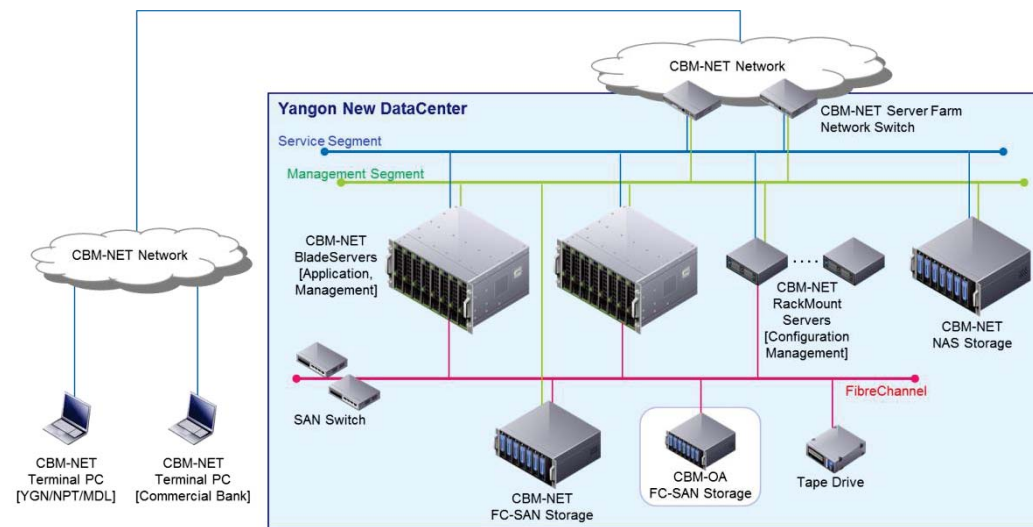 CBM-NET Network
Yangon New DataCenter
CBM-NET Server Farm
Network Switch
Service Segment
Management Segment
CBM-NET Network
CBM-NET
BladeServers
[Application,
Management]
CBM-NET
RackMount
Servers
[Configuration
Management]
CBM-NET
NAS Storage
FibreChannel
SAN Switch
CBM-NET
Terminal PC
[YGN/NPT/MDL]
CBM-NET
Terminal PC
[Commercial Bank]
CBM-NET
FC-SAN Storage
CBM-OA
FC-SAN Storage
Tape Drive